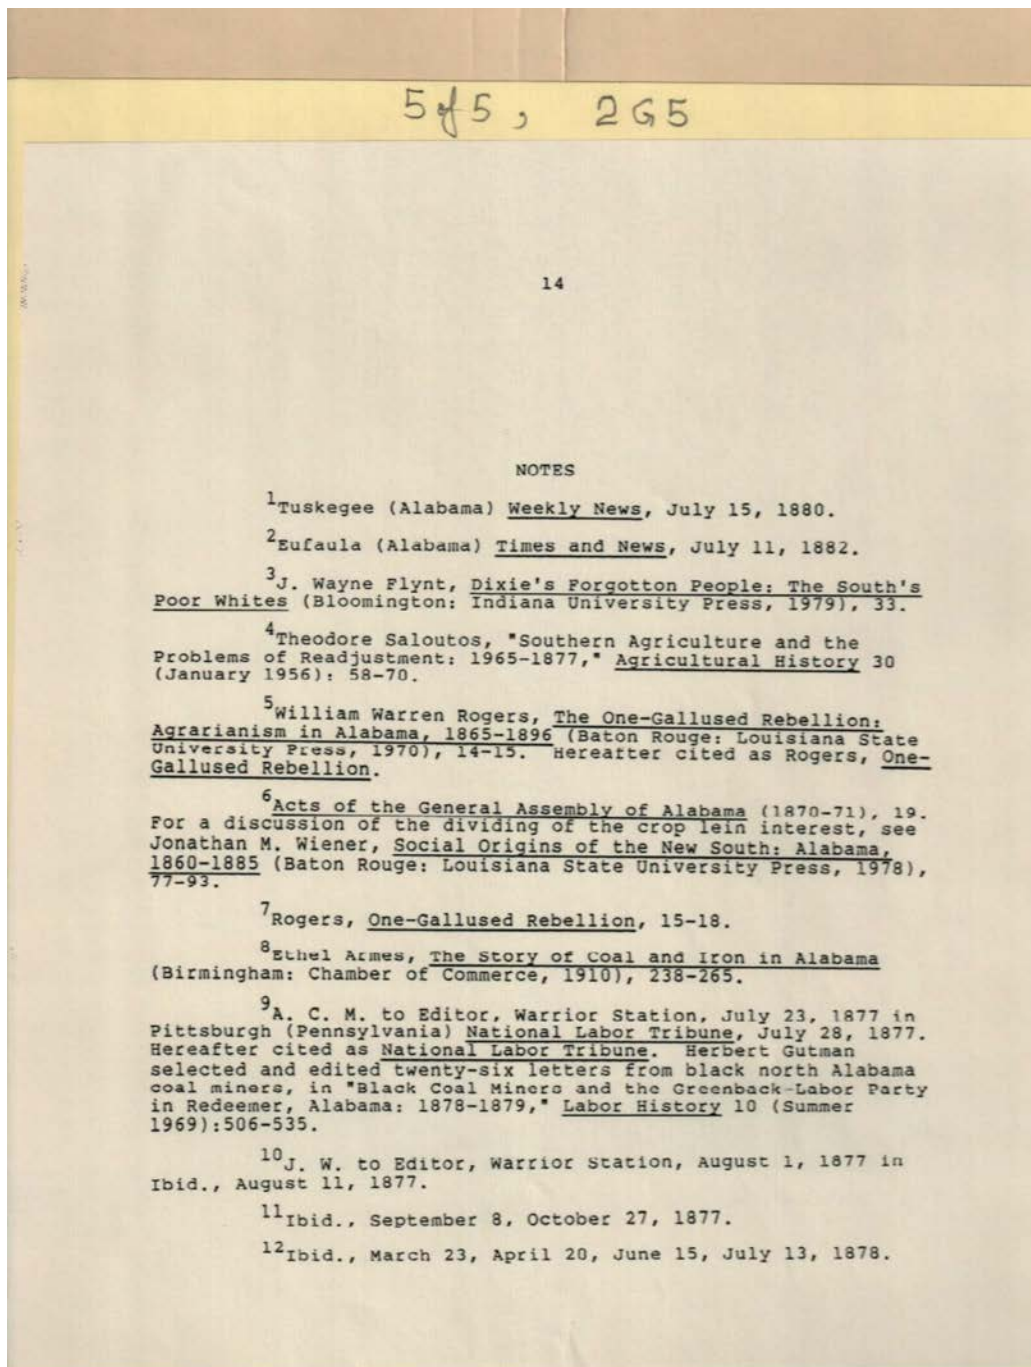 5 of 5, 2G5
14
NOTES
1Tuskegee (Alabama) Weekly News, July 15, 1880.
2Eufaula (Alabama) Times and News, July 11, 1882.
3J. Wayne Flynt, Dixie's Forgotton People: The South's
Poor Whites (Bloomington: Indiana University Press, 1979), 33.
4Theodore Saloutos, "Southern Agriculture and the
Problems of Readjustment: 1965-1877," Agricultural History 30
(January 1956): 58-70.
5William Warren Rogers, The One-Gallused Rebellion:
Agrarianism in Alabama, 1865-1896 (Baton Rouge: Louisiana State
University Press, 1970), 14-15. Hereafter cited as Rogers, One-
Gallused Rebellion.
6Acts of the General Assembly of Alabama (1870-71), 19.
For a discussion of the dividing of the crop lein interest, see
Jonathan M. Wiener, Social Origins of the New South: Alabama,
1860-1885 (Baton Rouge: Louisiana State University Press, 1978),
77-93.
7Rogers, One-Gallused Rebellion, 15-18.
8Ethel Armes, The Story of Coal and Iron in Alabama
(Birmingham: Chamber of Commerce, 1910), 238-265.
9A. C. M. to Editor, Warrior Station, July 23, 1877 in
Pittsburgh (Pennsylvania) National Labor Tribune, July 28, 1877.
Hereafter cited as National Labor Tribune. Herbert Gutman
selected and edited twenty-six letters from black north Alabama
coal miners, in "Black Coal Miners and the Greenback-Labor Party
in Redeemer, Alabama: 1878-1879," Labor History 10 (Summer
1969):506-535.
10J. W. to Editor, Warrior Station, August 1, 1877 in
Ibid., August 11, 1877.
11Ibid., September 8, October 27, 1877.
12Ibid., March 23, April 20, June 15, July 13, 1878.